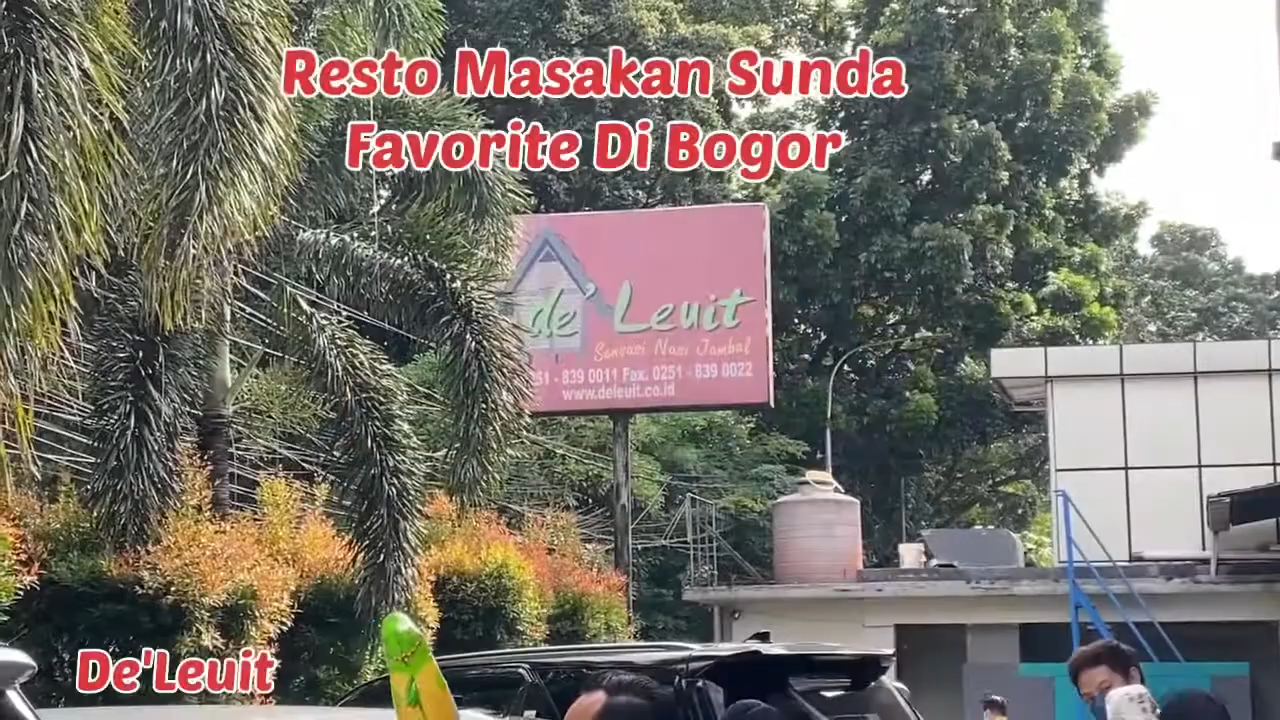 Resto Masakan Sunda
Favorite Di Bogor
de' Leuit
Sensasi Nasi Jambal
51 - 839 0011 Fax. 0251 - 839 0022
www.deleuit.co.id
De'Leuit